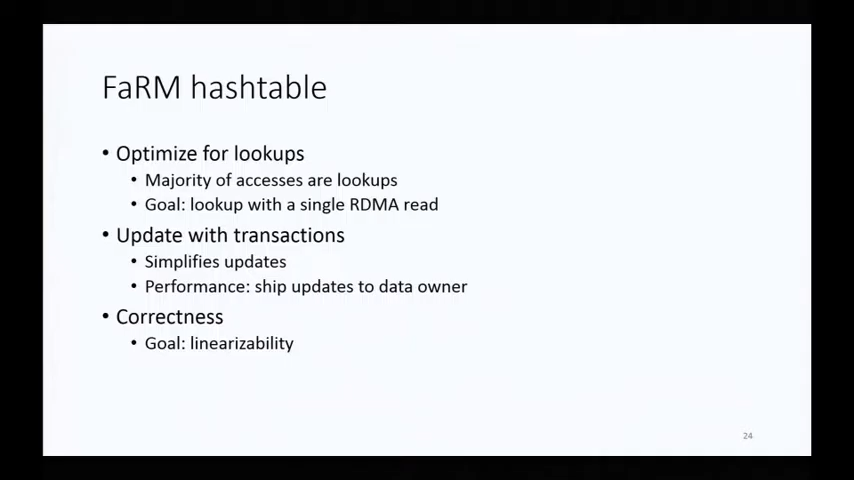 FaRM hashtable
• Optimize for lookups
• Majority of accesses are lookups
• Goal: lookup with a single RDMA read
• Update with transactions
• Simplifies updates
• Performance: ship updates to data owner
• Correctness
• Goal: linearizability
24